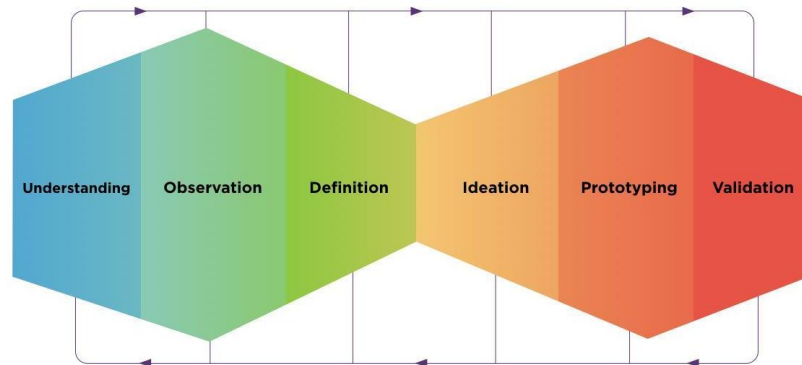 Understanding
Observation
Definition
Ideation
Prototyping
Validation